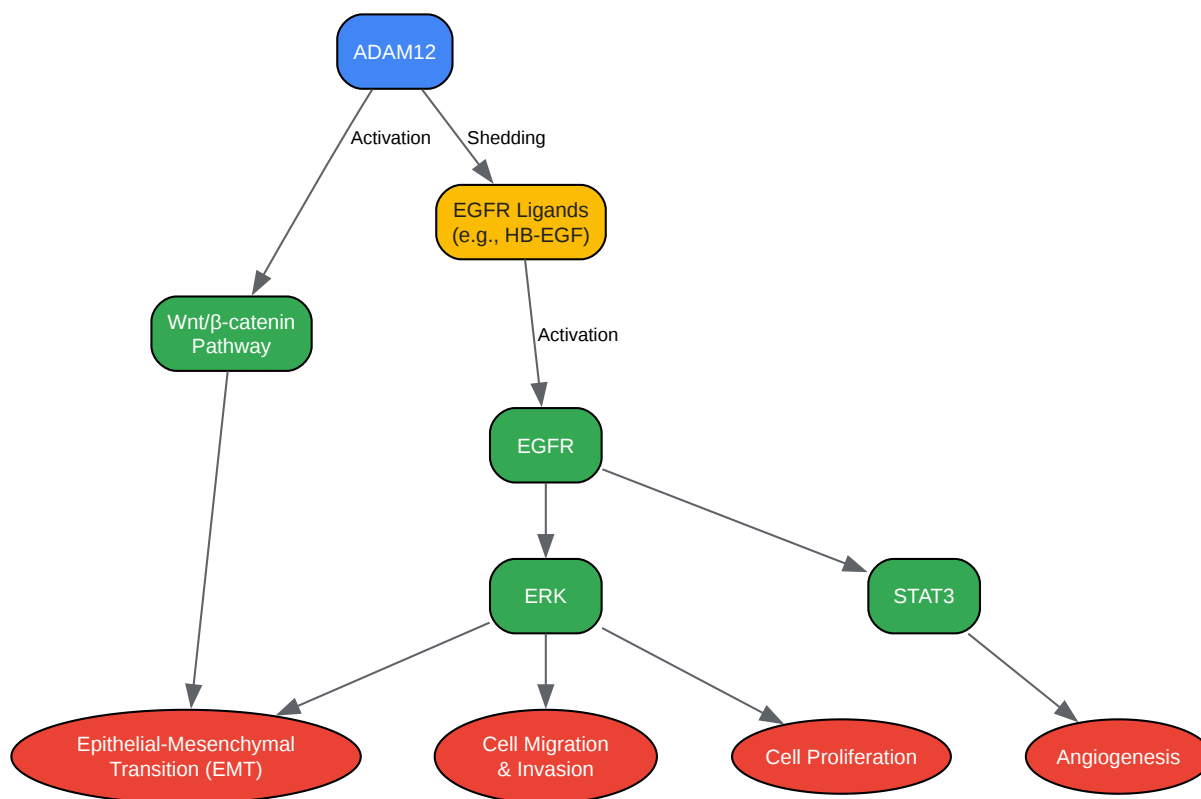 ADAM12
Activation
Shedding
EGFR Ligands
(e.g., HB-EGF)
Wnt/β-catenin
Pathway
Activation
EGFR
ERK
STAT3
Epithelial-Mesenchymal
Transition (EMT)
Cell Migration
& Invasion
Cell Proliferation
Angiogenesis